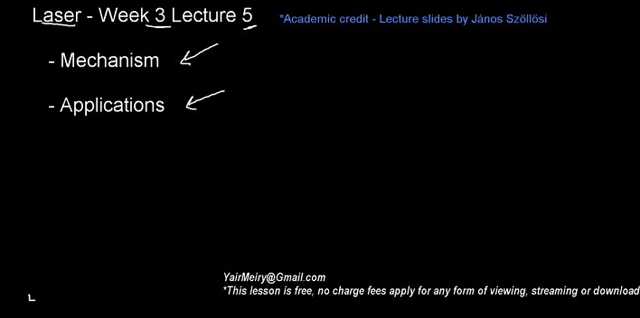 Laser - Week 3 Lecture 5
*Academic credit - Lecture slides by János Szöllösi
- Mechanism
- Applications
YairMeiry@Gmail.com
*This lesson is free, no charge fees apply for any form of viewing, streaming or download